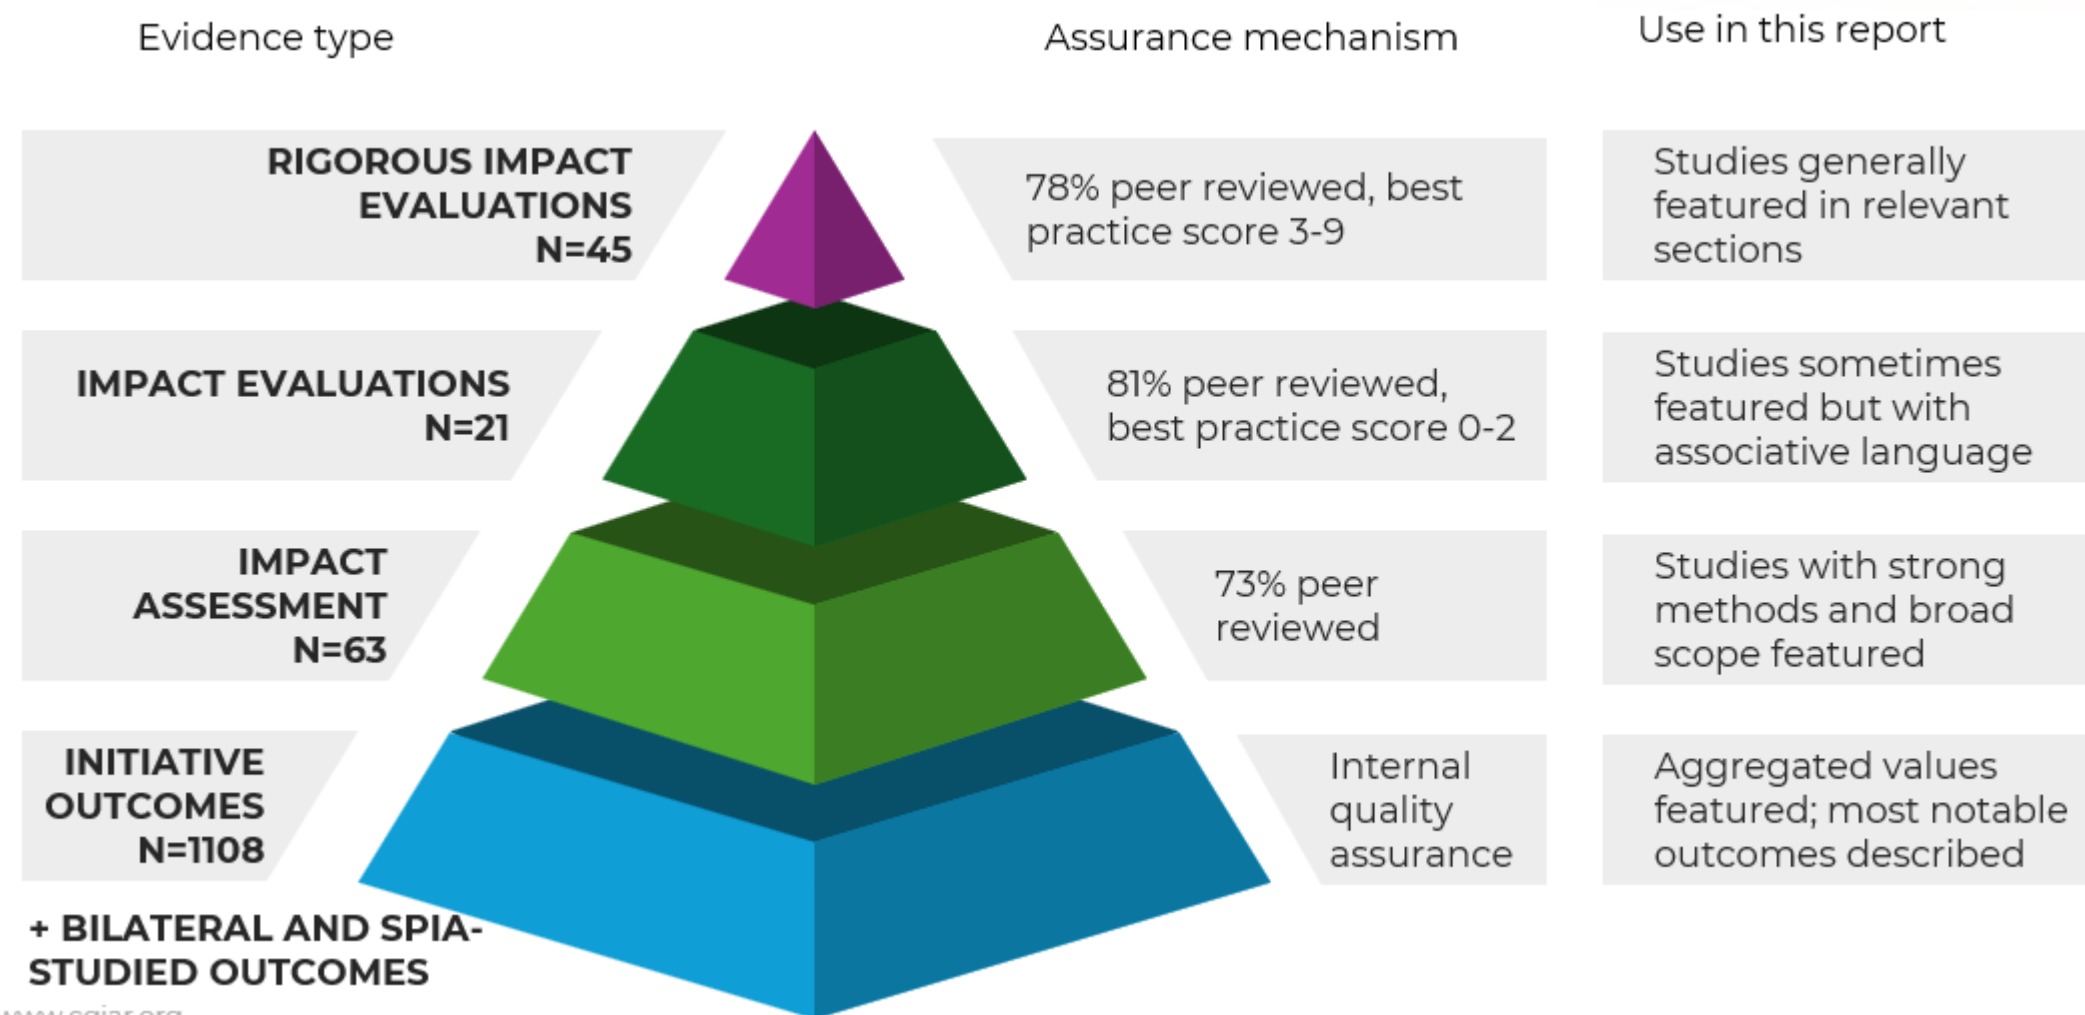 Evidence type
Assurance mechanism
Use in this report
RIGOROUS IMPACT
EVALUATIONS
N=45
78% peer reviewed, best
practice score 3-9
Studies generally
featured in relevant
sections
IMPACT EVALUATIONS
N=21
81% peer reviewed,
best practice score 0-2
Studies sometimes
featured but with
associative language
IMPACT
ASSESSMENT
N=63
73% peer
reviewed
Studies with strong
methods and broad
scope featured
INITIATIVE
OUTCOMES
N=1108
Internal
quality
assurance
Aggregated values
featured; most notable
outcomes described
+ BILATERAL AND SPIA-
STUDIED OUTCOMES
www.cgiar.org